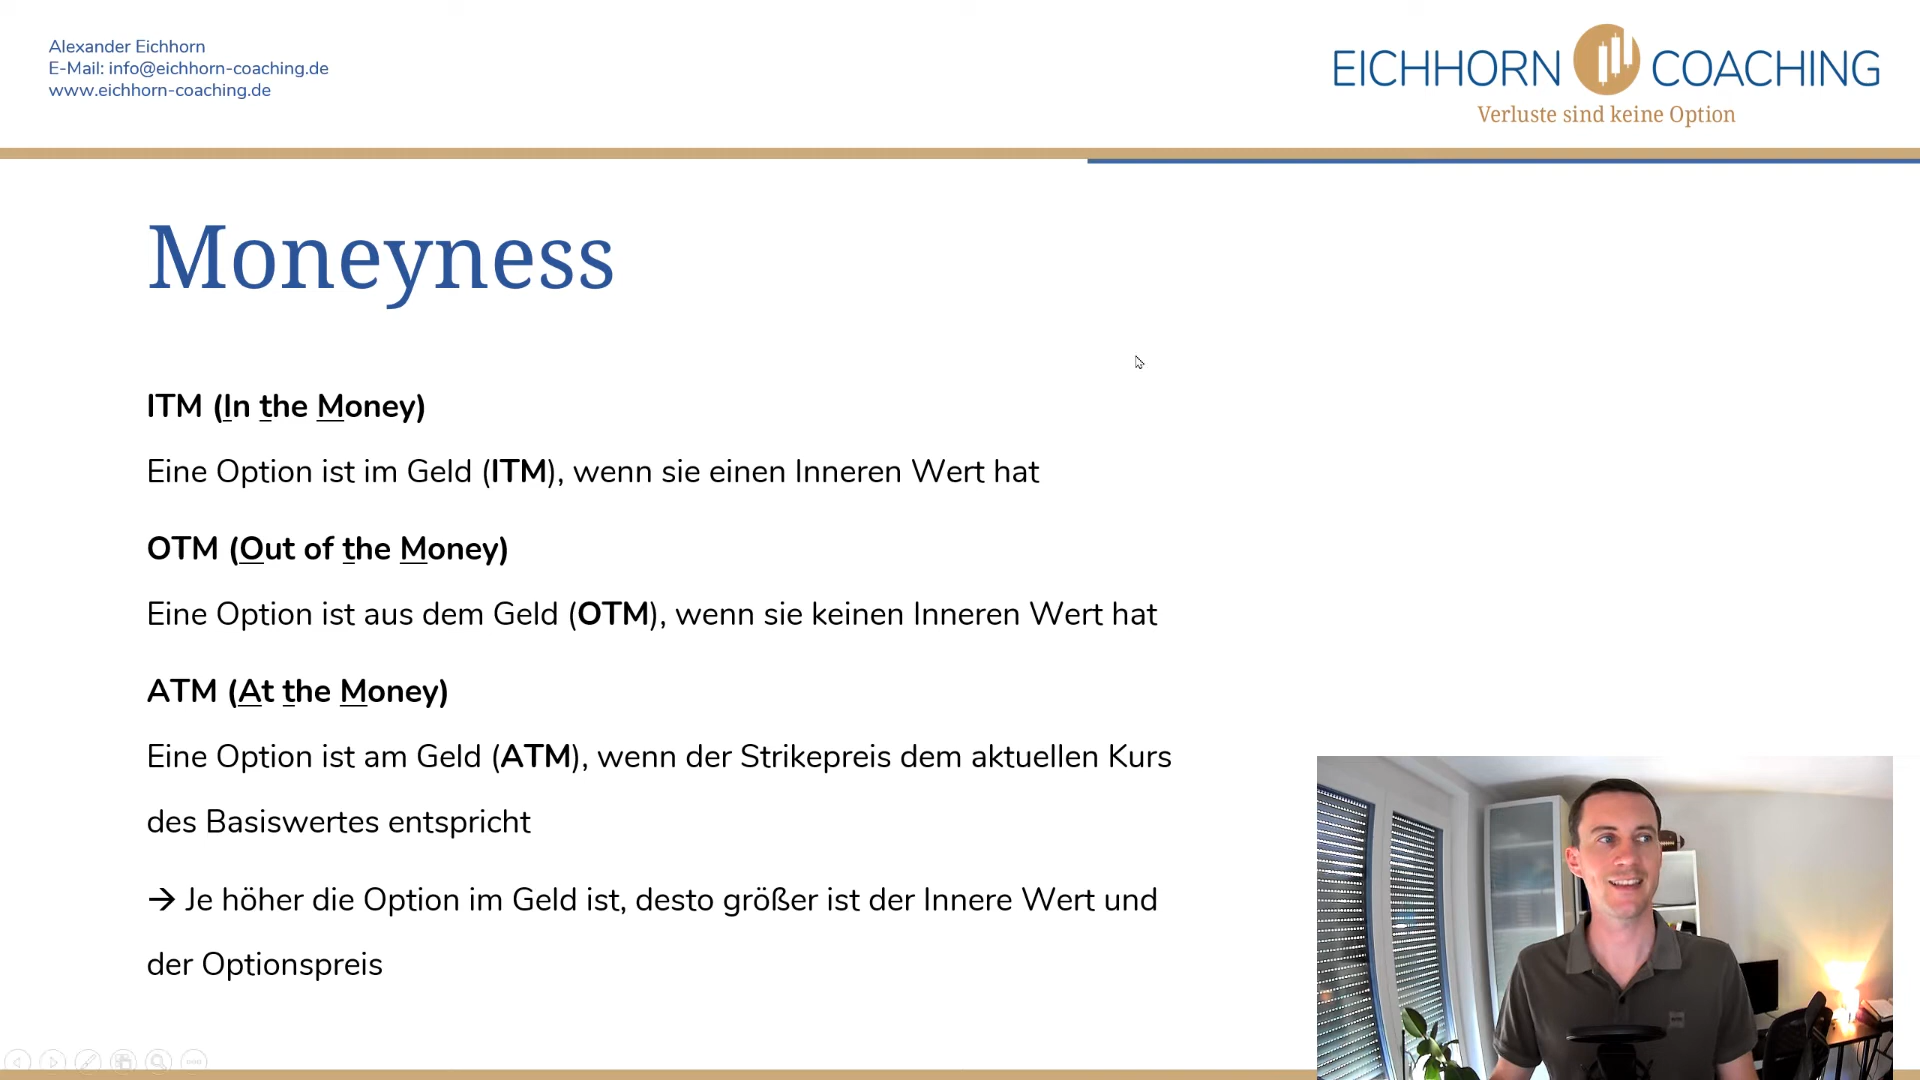 Alexander Eichhorn
E-Mail: info@eichhorn-coaching.de
www.eichhorn-coaching.de
EICHHORN COACHING
Verluste sind keine Option
Moneyness
ITM (In the Money)
Eine Option ist im Geld (ITM), wenn sie einen Inneren Wert hat
OTM (Out of the Money)
Eine Option ist aus dem Geld (OTM), wenn sie keinen Inneren Wert hat
ATM (At the Money)
Eine Option ist am Geld (ATM), wenn der Strikepreis dem aktuellen Kurs
des Basiswertes entspricht
→ Je höher die Option im Geld ist, desto größer ist der Innere Wert und
der Optionspreis